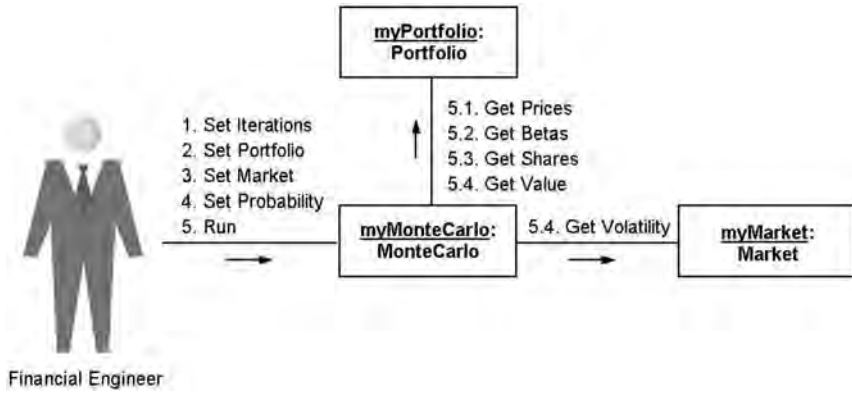 myPortfolio:
Portfolio
1. Set Iterations
2. Set Portfolio
3. Set Market
4. Set Probability
5. Run
5.1. Get Prices
5.2. Get Betas
5.3. Get Shares
5.4. Get Value
myMonteCarlo:
MonteCarlo
5.4. Get Volatility
myMarket:
Market
Financial Engineer